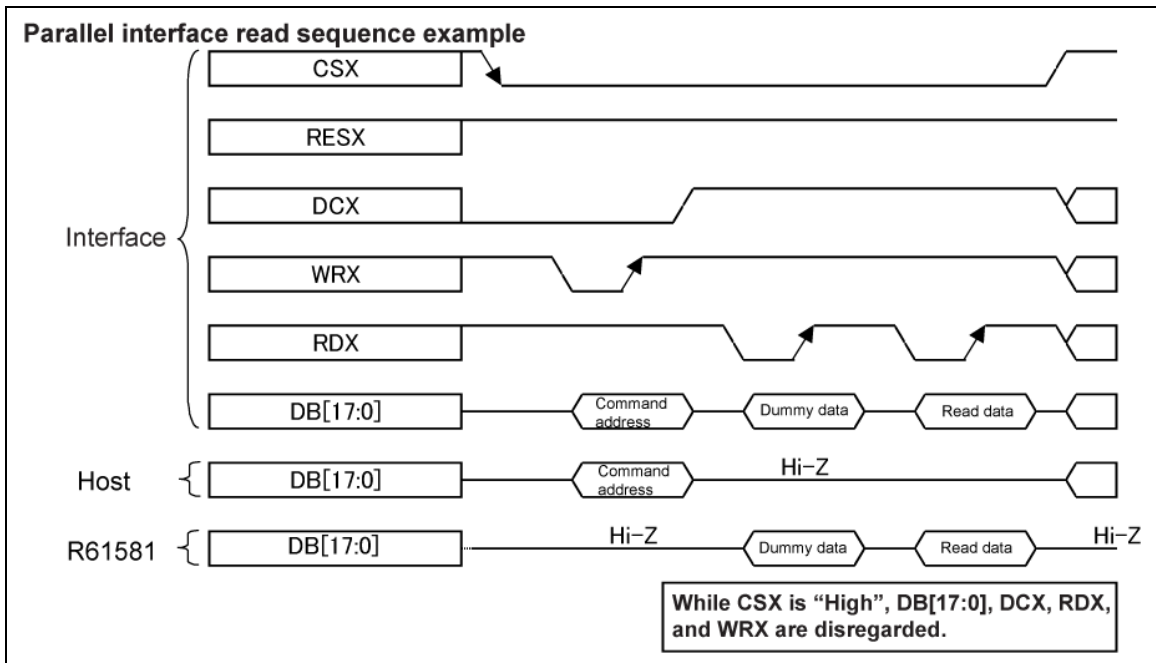 Parallel interface read sequence example
CSX
RESX
DCX
Interface
WRX
RDX
DB[17:0]
Command
address
Dummy data
Read data
Host
DB[17:0]
Command
address
Hi-Z
R61581
DB[17:0]
Hi-Z
Dummy data
Read data
Hi-Z
While CSX is “High”, DB[17:0], DCX, RDX,
and WRX are disregarded.